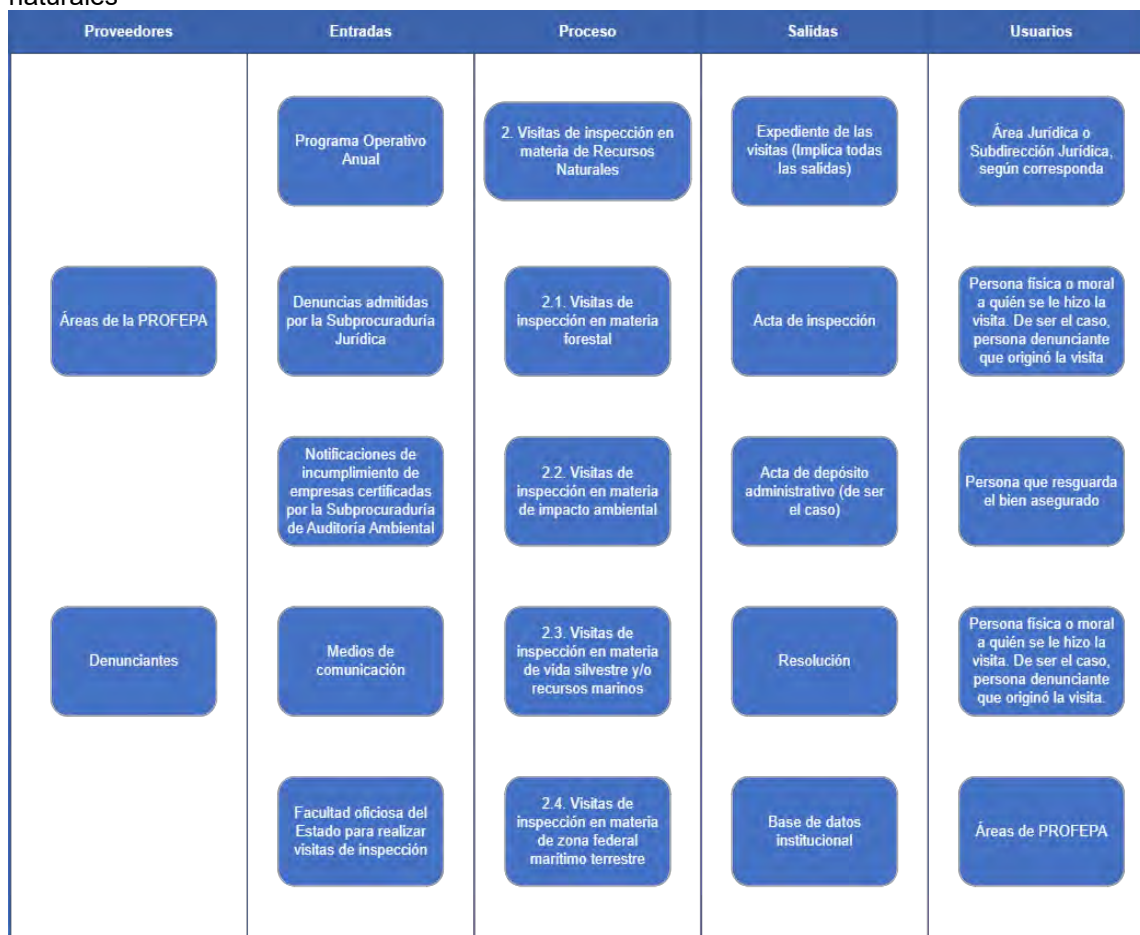 naturales
Proveedores
Entradas
Proceso
Salidas
Usuarios
Programa Operativo
Anual
2. Visitas de inspección en
materia de Recursos
Naturales
Expediente de las
visitas (Implica todas
las salidas)
Área Jurídica o
Subdirección Jurídica,
según corresponda
Áreas de la PROFEPA
Denuncias admitidas
por la Subprocuraduría
Jurídica
2.1. Visitas de
inspección en materia
forestal
Acta de inspección
Persona física o moral
a quién se le hizo la
visita. De ser el caso,
persona denunciante
que originó la visita
Notificaciones de
incumplimiento de
empresas certificadas
por la Subprocuraduría
de Auditoría Ambiental
2.2. Visitas de
inspección en materia
de impacto ambiental
Acta de depósito
administrativo (de ser
el caso)
Persona que resguarda
el bien asegurado
Denunciantes
Medios de
comunicación
2.3. Visitas de
inspección en materia
de vida silvestre y/o
recursos marinos
Resolución
Persona física o moral
a quién se le hizo la
visita. De ser el caso,
persona denunciante
que originó la visita.
Facultad oficiosa del
Estado para realizar
visitas de inspección
2.4. Visitas de
inspección en materia
de zona federal
marítimo terrestre
Base de datos
institucional
Áreas de PROFEPA